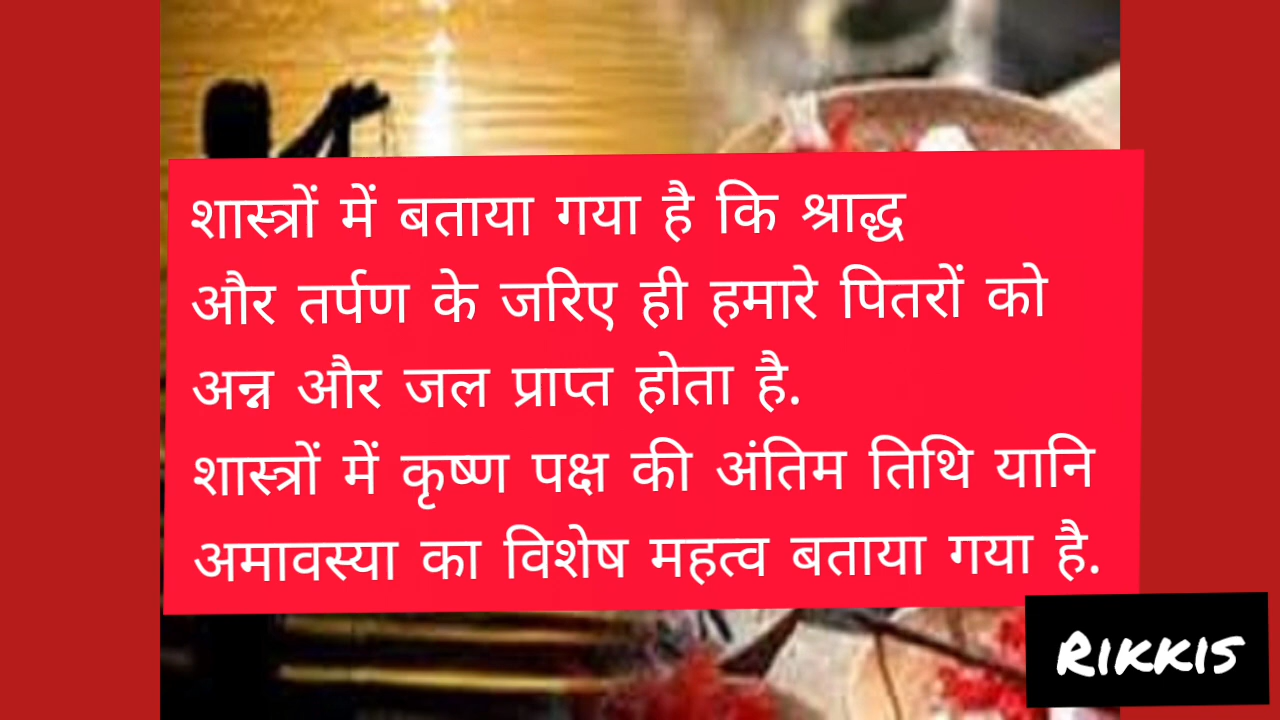 शास्त्रों में बताया गया है कि श्राद्ध
और तर्पण के जरिए ही हमारे पितरों को
अन्न और जल प्राप्त होता है.
शास्त्रों में कृष्ण पक्ष की अंतिम तिथि यानि
अमावस्या का विशेष महत्व बताया गया है.
RIKKIS